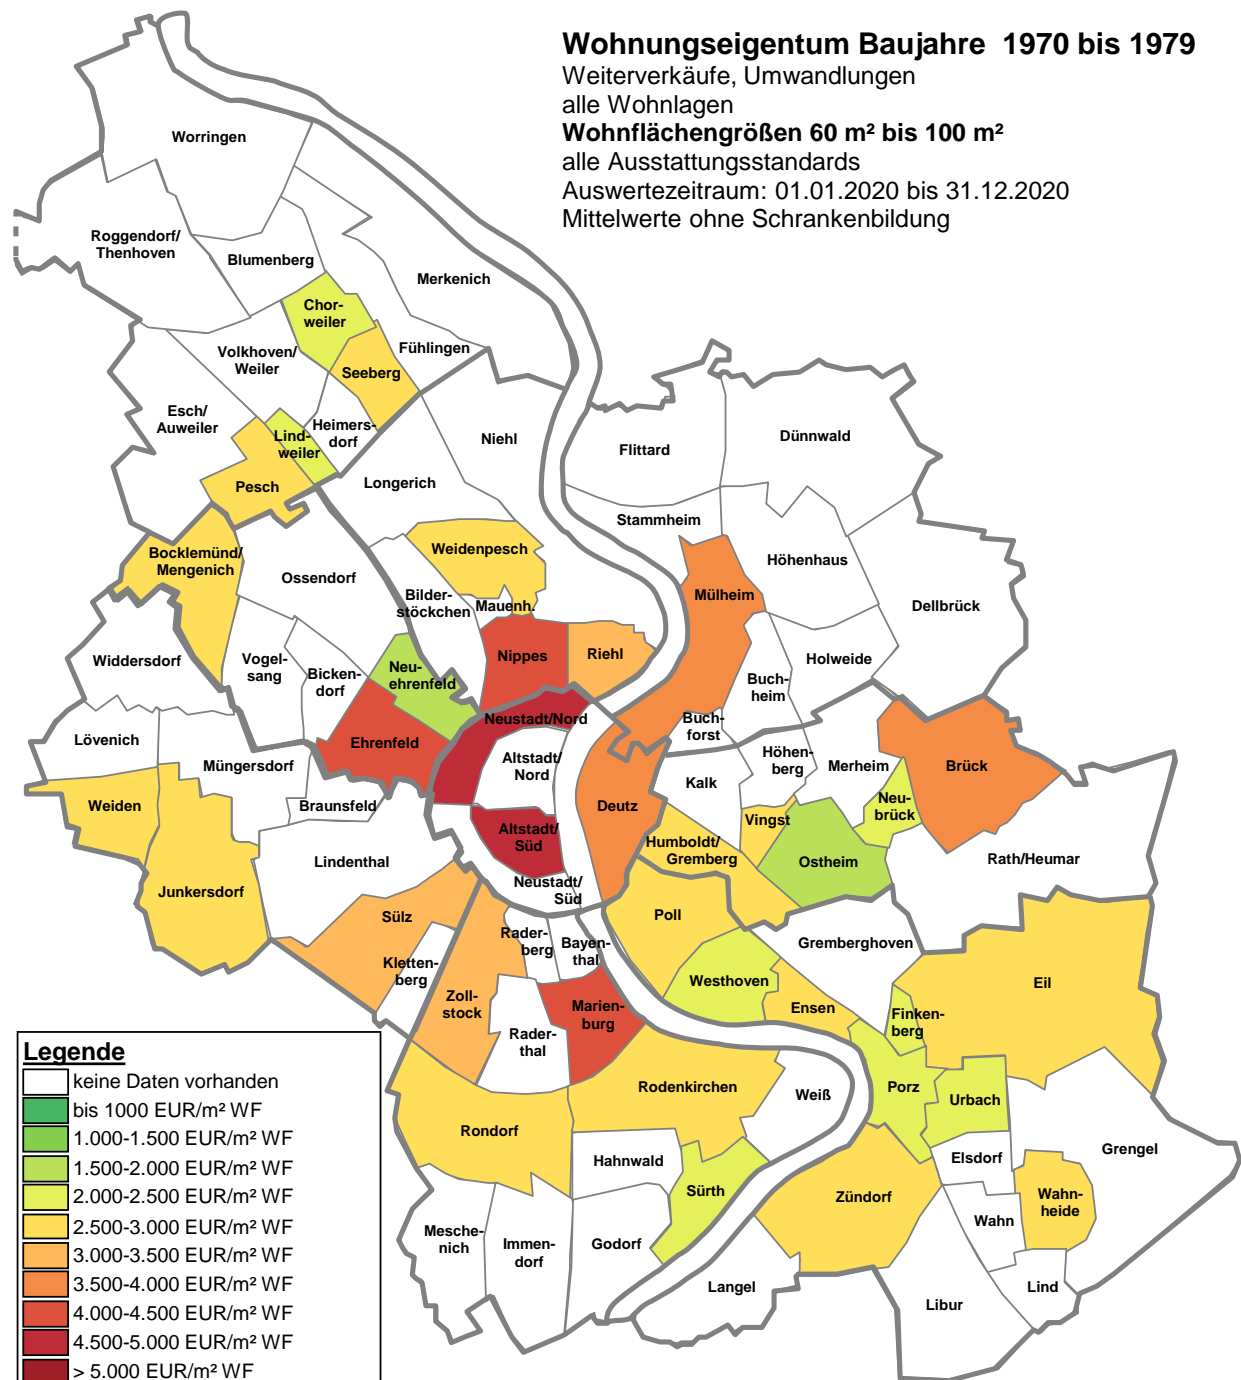 Wohnungseigentum Baujahre 1970 bis 1979
Weiterverkäufe, Umwandlungen
alle Wohnlagen
Wohnflächengrößen 60 m² bis 100 m²
alle Ausstattungsstandards
Auswertezeitraum: 01.01.2020 bis 31.12.2020
Mittelwerte ohne Schrankenbildung
Worringen
Roggendorf/
Thenhoven
Blumenberg
Merkenich
Chor-
weiler
Fühlingen
Volkhoven/
Weiler
Seeberg
Esch/
Auweiler
Heimers-
dorf
Lind-
weiler
Pesch
Niehl
Longerich
Flittard
Dünnwald
Stammheim
Höhenhaus
Dellbrück
Bocklemünd/
Mengenich
Ossendorf
Weidenpesch
Bilder-
stöckchen
Mauenh.
Mülheim
Holweide
Buch-
heim
Buch-
forst
Widdersdorf
Vogel-
sang
Bicken-
dorf
Neu-
ehrenfeld
Nippes
Riehl
Neustadt/Nord
Lövenich
Müngersdorf
Ehrenfeld
Altstadt/
Nord
Braunsfeld
Weiden
Deutz
Kalk
Höhen-
berg
Merheim
Brück
Neu-
brück
Vingst
Humboldt/
Gremberg
Ostheim
Rath/Heumar
Altstadt/
Süd
Lindenthal
Junkersdorf
Neustadt/
Süd
Sülz
Kletten-
berg
Rader-
berg
Bayen-
thal
Poll
Gremberghoven
Zoll-
stock
Rader-
thal
Marien-
burg
Westhoven
Ensen
Eil
Finken-
berg
Porz
Urbach
Rodenkirchen
Weiß
Rondorf
Hahnwald
Sürth
Elsdorf
Grengel
Zündorf
Wahn-
heide
Wahn
Mesche-
nich
Immen-
dorf
Godorf
Langel
Libur
Lind
Legende
keine Daten vorhanden
bis 1000 EUR/m² WF
1.000-1.500 EUR/m² WF
1.500-2.000 EUR/m² WF
2.000-2.500 EUR/m² WF
2.500-3.000 EUR/m² WF
3.000-3.500 EUR/m² WF
3.500-4.000 EUR/m² WF
4.000-4.500 EUR/m² WF
4.500-5.000 EUR/m² WF
> 5.000 EUR/m² WF